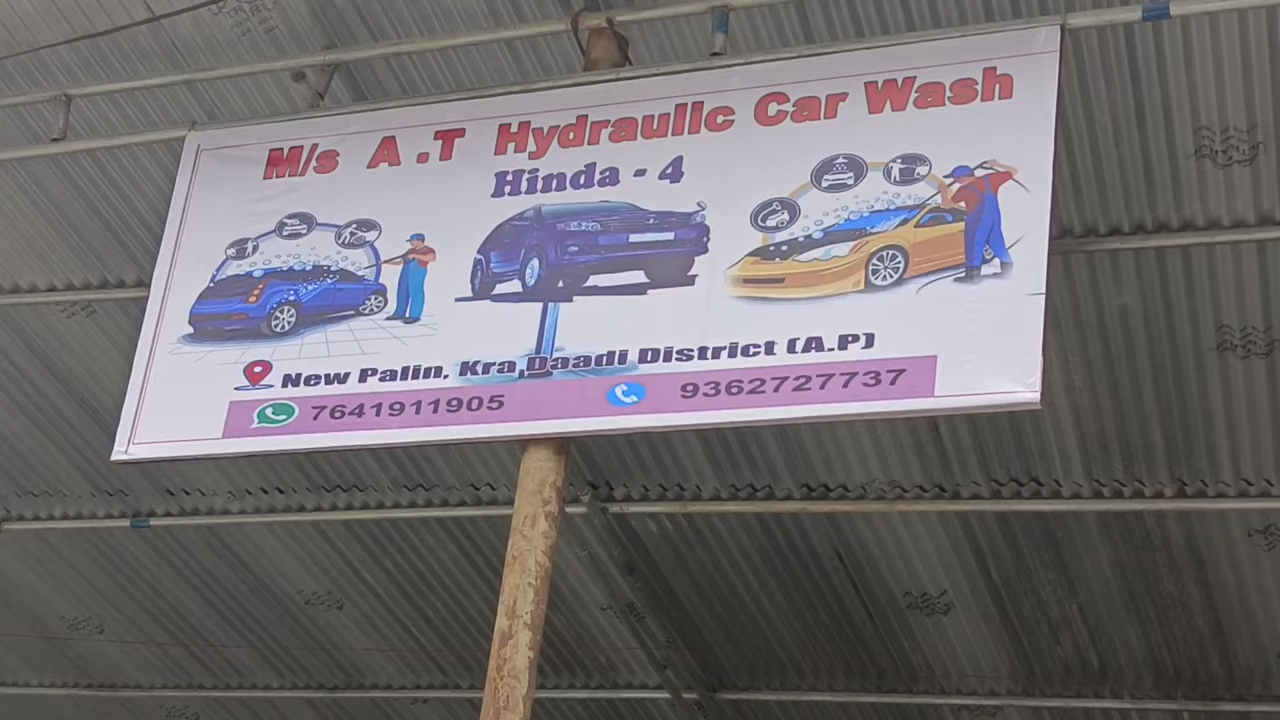 M/s A .T Hydraulic Car Wash
Hinda - 4
New Palin, Kra Daadi District (A.P)
7641911905 9362727737